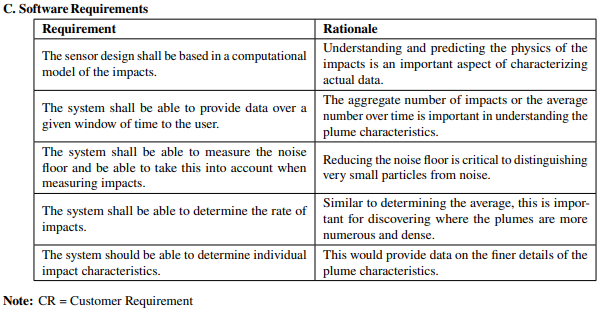 C. Software Requirements
Requirement
Rationale
The sensor design shall be based in a computational
model of the impacts.
Understanding and predicting the physics of the
impacts is an important aspect of characterizing
actual data.
The system shall be able to provide data over a
given window of time to the user.
The aggregate number of impacts or the average
number over time is important in understanding the
plume characteristics.
The system shall be able to measure the noise
floor and be able to take this into account when
measuring impacts.
Reducing the noise floor is critical to distinguishing
very small particles from noise.
The system shall be able to determine the rate of
impacts.
Similar to determining the average, this is impor-
tant for discovering where the plumes are more
numerous and dense.
The system should be able to determine individual
impact characteristics.
This would provide data on the finer details of the
plume characteristics.
Note: CR = Customer Requirement